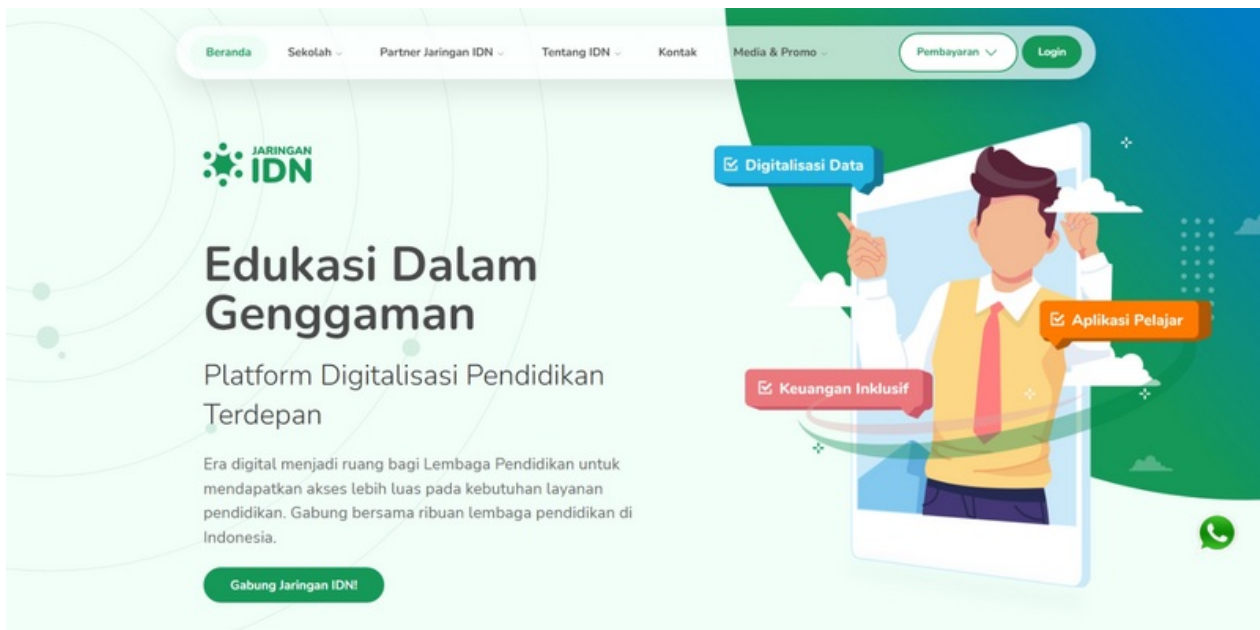 Beranda Sekolah Partner Jaringan IDN Tentang IDN Kontak Media & Promo Pembayaran Login
JARINGAN
IDN
Digitalisasi Data
Edukasi Dalam
Genggaman
Aplikasi Pelajar
Platform Digitalisasi Pendidikan
Terdepan
Keuangan Inklusif
Era digital menjadi ruang bagi Lembaga Pendidikan untuk
mendapatkan akses lebih luas pada kebutuhan layanan
pendidikan. Gabung bersama ribuan lembaga pendidikan di
Indonesia.
Gabung Jaringan IDN!